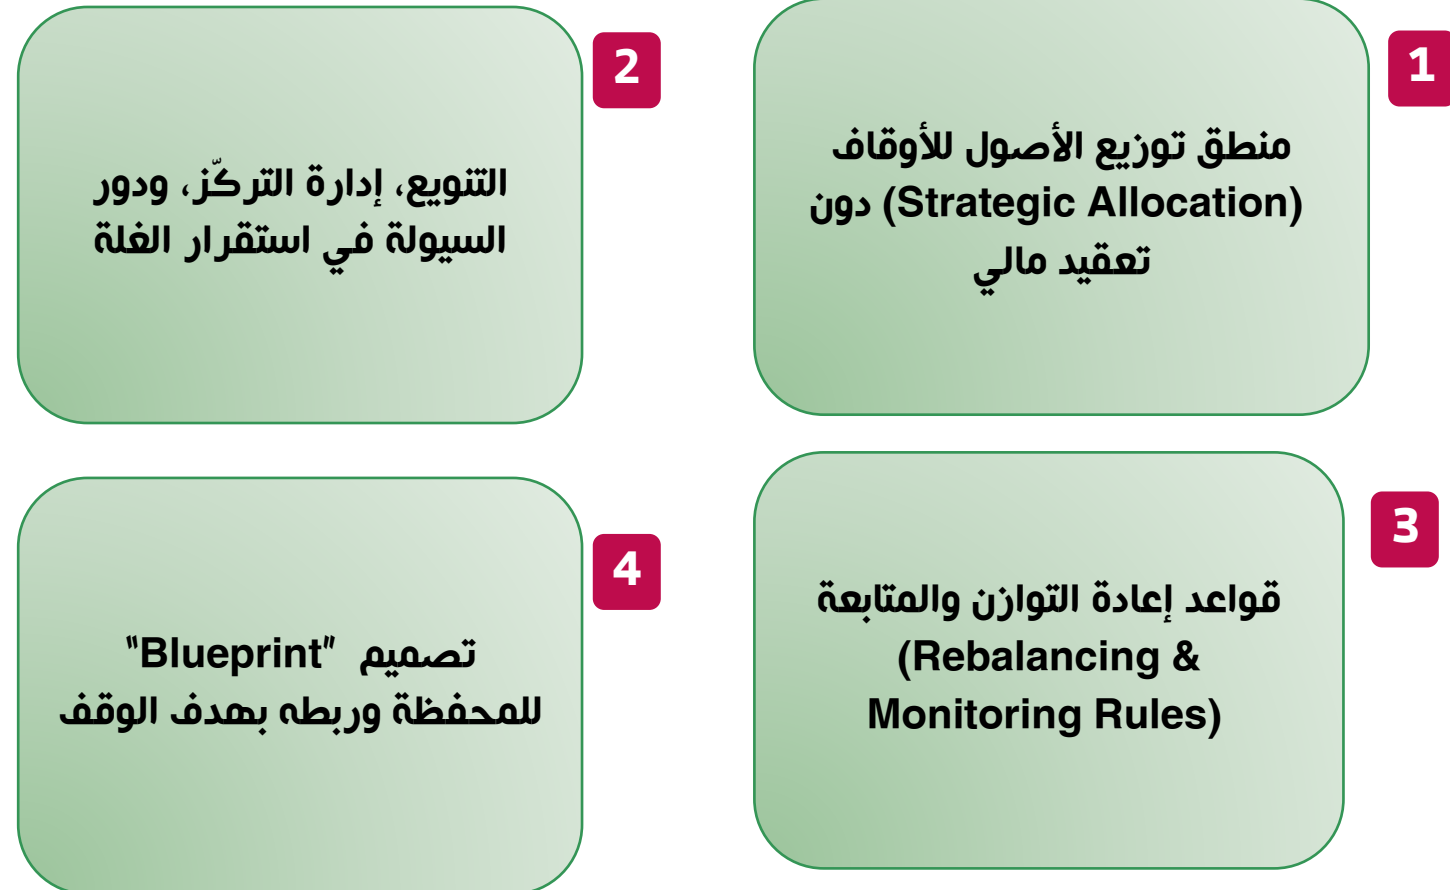 1
منطق توزيع الأصول للأوقاف
(Strategic Allocation) دون
تعقيد مالي
2
التنويع، إدارة التركّز، ودور
السيولة في استقرار الغلة
3
قواعد إعادة التوازن والمتابعة
(Rebalancing &
Monitoring Rules)
4
تصميم "Blueprint"
للمحفظة وربطه بهدف الوقف